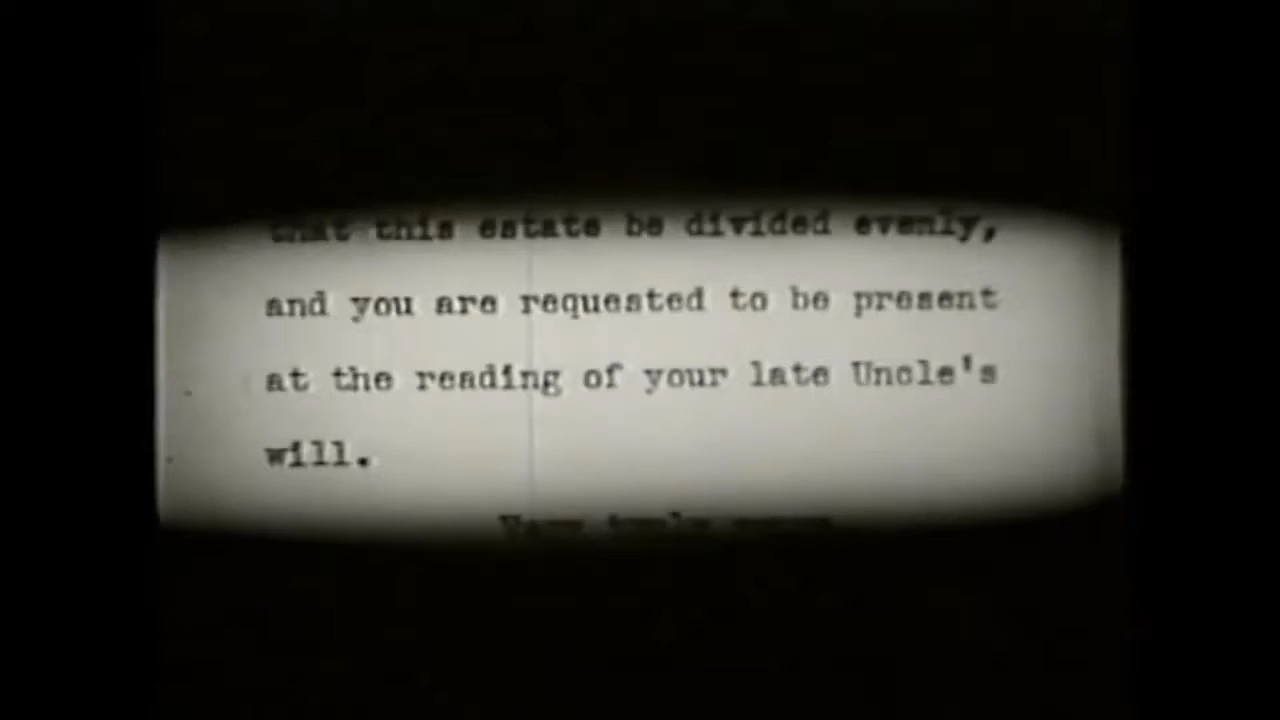 that this estate be divided evenly,
and you are requested to be present
at the reading of your late Uncle's
will.